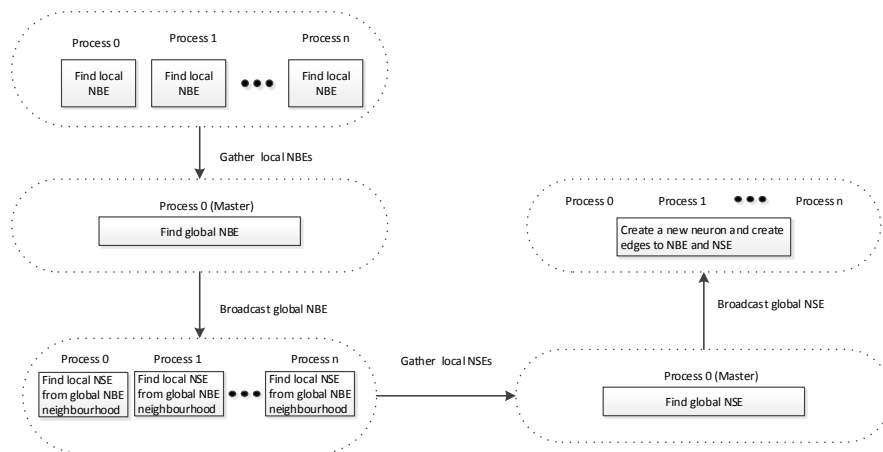 Process 0
Process 1
Process n
Find local
NBE
Find local
NBE
Find local
NBE
Gather local NBEs
Process 0 (Master)
Find global NBE
Broadcast global NBE
Process 0
Process 1
Process n
Find local NSE
from global NBE
neighbourhood
Find local NSE
from global NBE
neighbourhood
Find local NSE
from global NBE
neighbourhood
Gather local NSEs
Process 0 (Master)
Find global NSE
Broadcast global NSE
Process 0
Process 1
Process n
Create a new neuron and create
edges to NBE and NSE